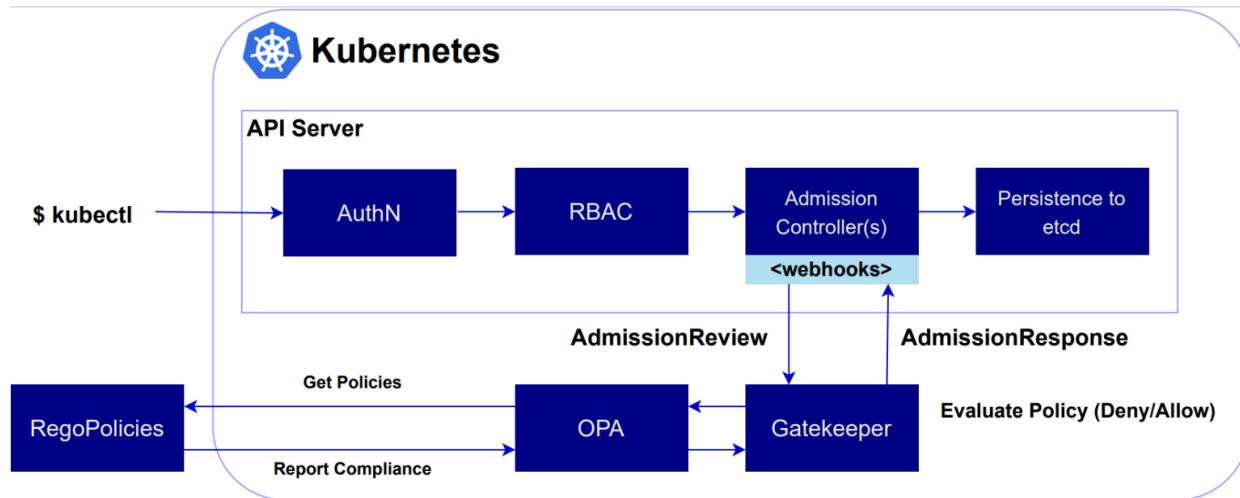 Kubernetes
API Server
$ kubectl
AuthN
RBAC
Admission
Controller(s)
<webhooks>
Persistence to
etcd
AdmissionReview
AdmissionResponse
Get Policies
RegoPolicies
OPA
Gatekeeper
Evaluate Policy (Deny/Allow)
Report Compliance